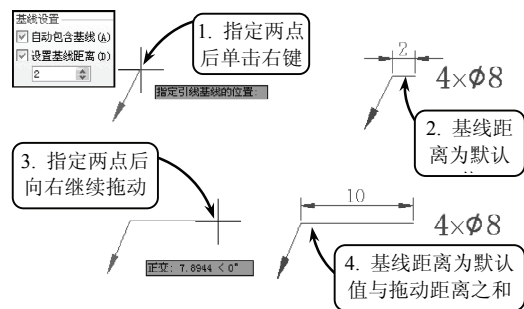 基线设置
自动包含基线(A)
设置基线距离(D)
2
1. 指定两点
后单击右键
指定引线基线的位置:
2
4×Φ8
2. 基线距
离为默认
3. 指定两点后
向右继续拖动
正交: 7.8944 < 0°
10
4×Φ8
4. 基线距离为默认
值与拖动距离之和